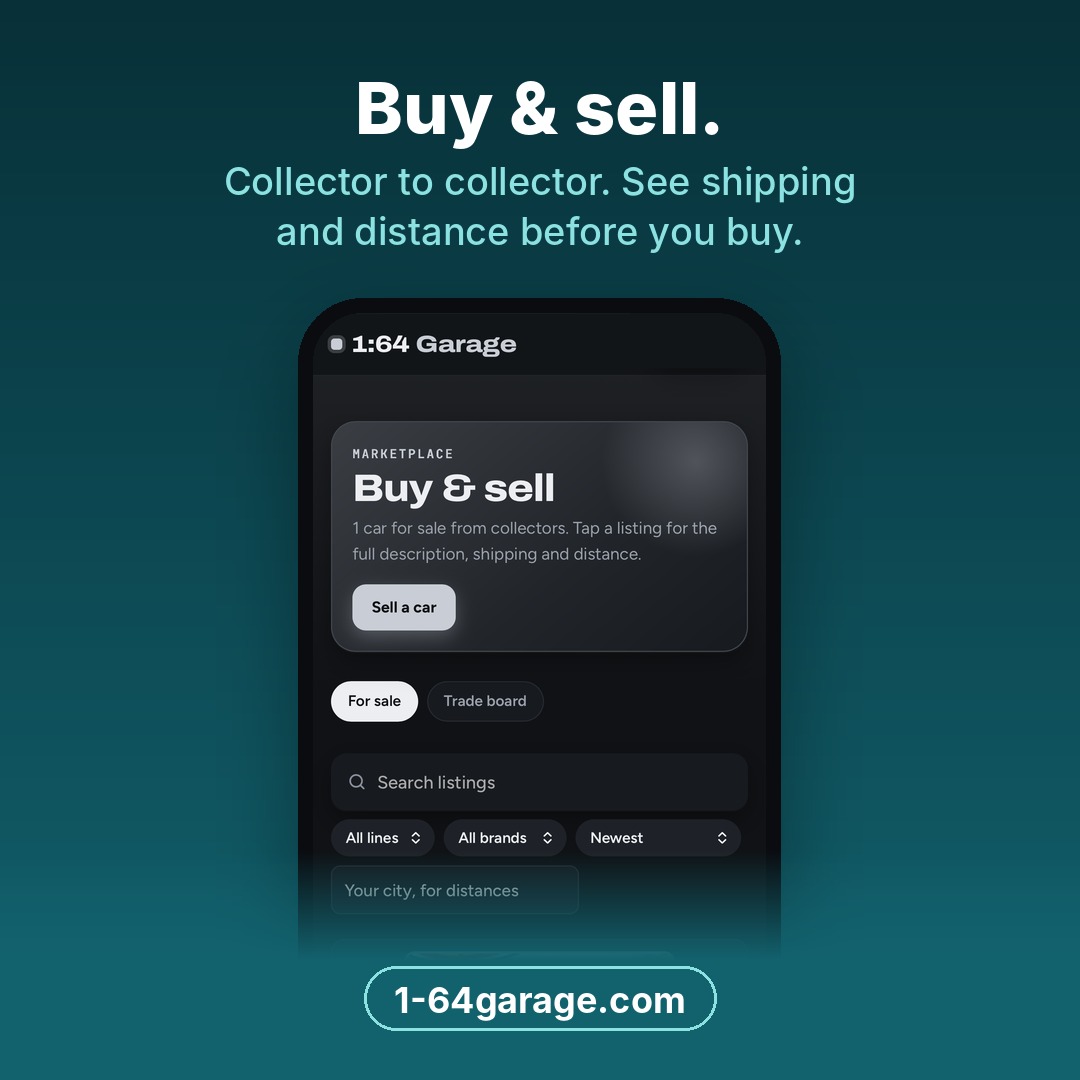 Buy & sell.
Collector to collector. See shipping
and distance before you buy.
1:64 Garage
MARKETPLACE
Buy & sell
1 car for sale from collectors. Tap a listing for the
full description, shipping and distance.
Sell a car
For sale
Trade board
Search listings
All lines
All brands
Newest
Your city, for distances
1-64garage.com